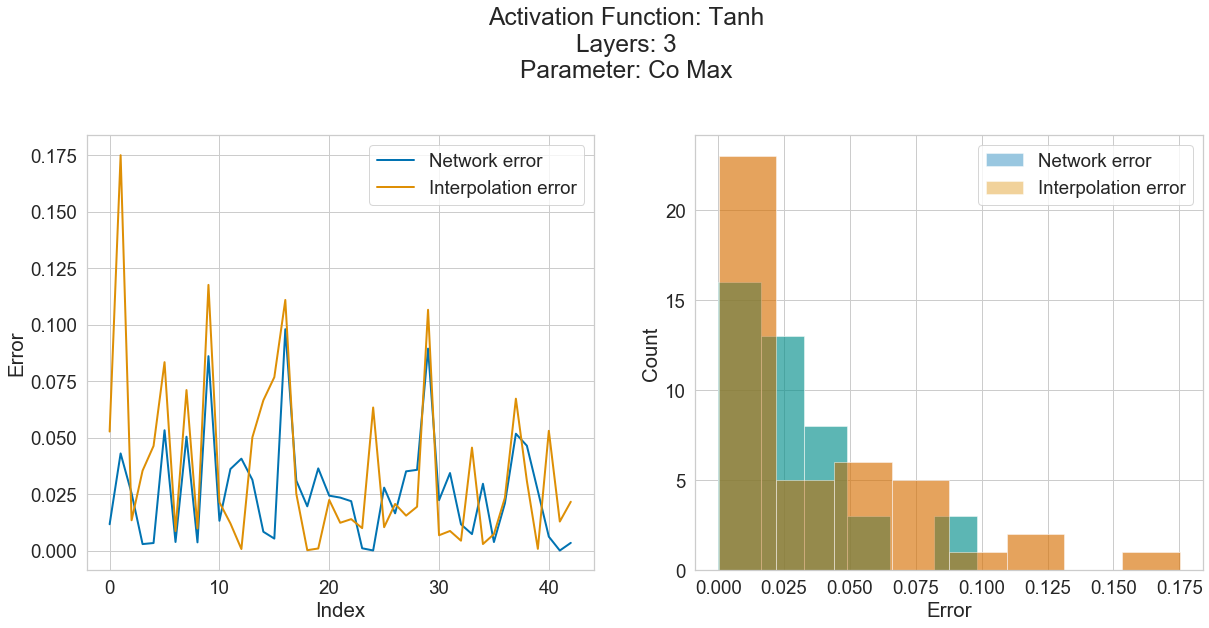 Activation Function: Tanh
Layers: 3
Parameter: Co Max
Network error
Interpolation error
0.175
0.150
0.125
0.100
0.075
0.050
0.025
0.000
Error
0
10
20
30
40
Index
Network error
Interpolation error
20
15
10
5
0
Count
0.000
0.025
0.050
0.075
0.100
0.125
0.150
0.175
Error